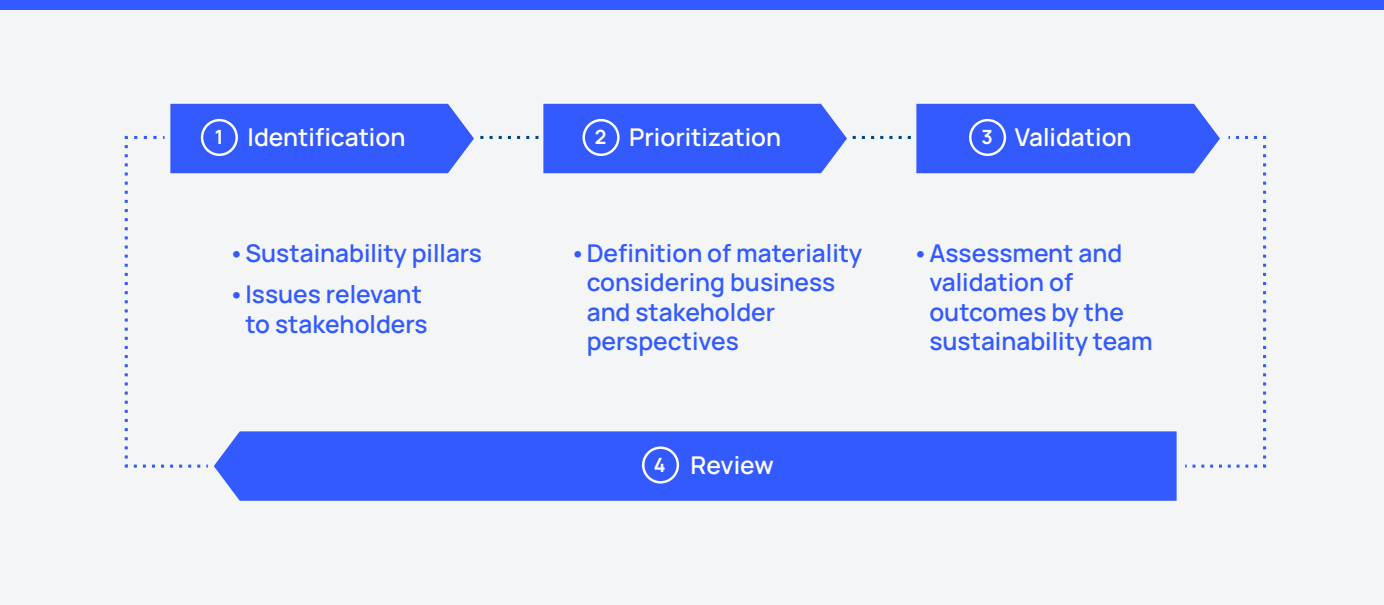 1 Identification
2 Prioritization
3 Validation
• Sustainability pillars
• Issues relevant
to stakeholders
• Definition of materiality
considering business
and stakeholder
perspectives
• Assessment and
validation of
outcomes by the
sustainability team
4 Review